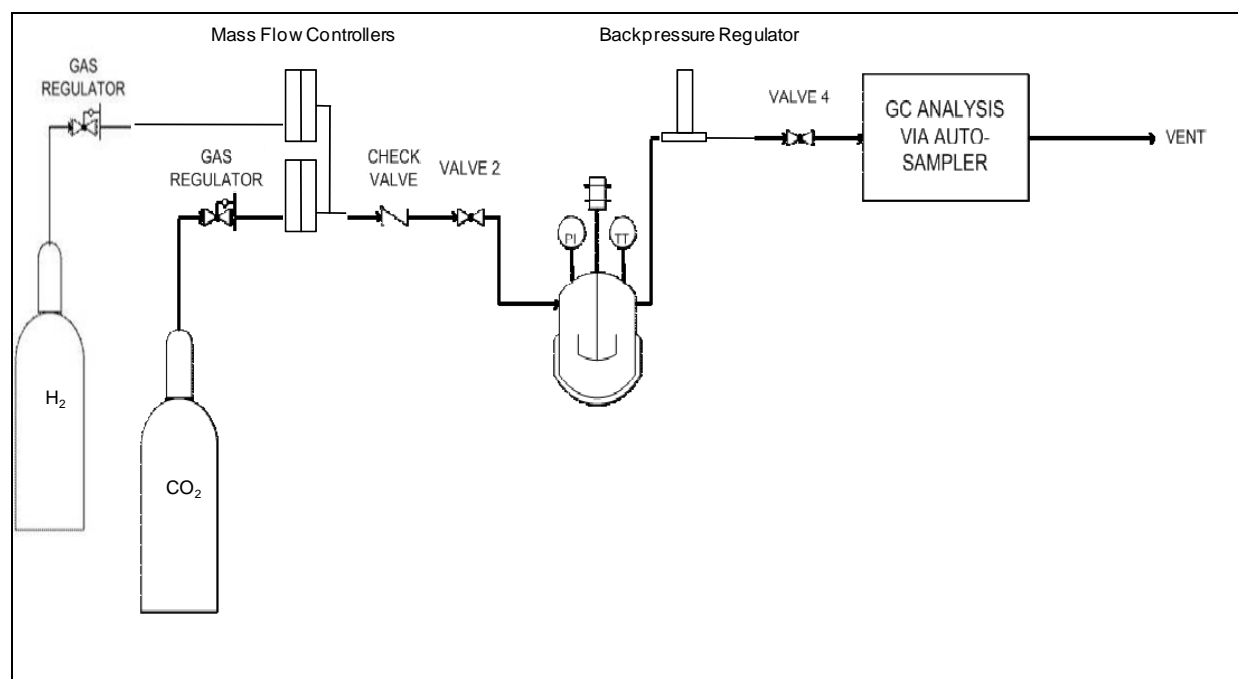 Mass Flow Controllers
Backpressure Regulator
GAS
REGULATOR
VALVE 4
GC ANALYSIS
VIA AUTO-
SAMPLER
VENT
GAS
REGULATOR
CHECK
VALVE
VALVE 2
PI
TT
H₂
CO₂